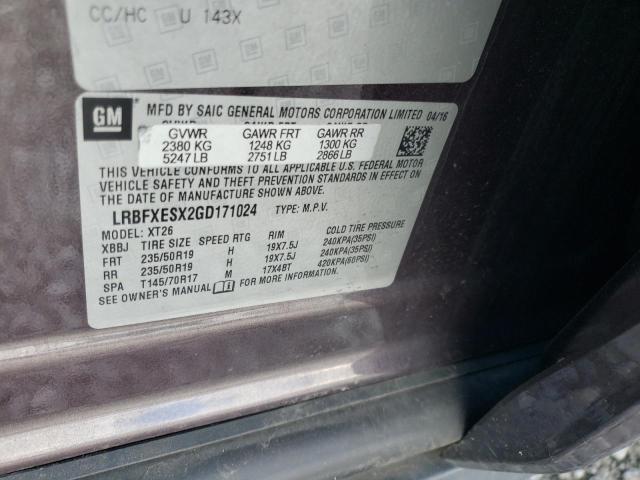 CC/HC U 143X
GM
MFD BY SAIC GENERAL MOTORS CORPORATION LIMITED 04/16
GVWR GAWR FRT GAWR RR
2380 KG 1248 KG 1300 KG
5247 LB 2751 LB 2866 LB
THIS VEHICLE CONFORMS TO ALL APPLICABLE U.S. FEDERAL MOTOR
VEHICLE SAFETY AND THEFT PREVENTION STANDARDS IN EFFECT ON THE
DATE OF MANUFACTURE SHOWN ABOVE.
LRBFXESX2GD171024 TYPE: M.P.V.
MODEL: XT26
XBBJ TIRE SIZE SPEED RTG RIM COLD TIRE PRESSURE
FRT 235/50R19 H 19X7.5J 240KPA(35PSI)
RR 235/50R19 H 19X7.5J 240KPA(35PSI)
SPA T145/70R17 M 17X4BT 420KPA(60PSI)
SEE OWNER'S MANUAL FOR MORE INFORMATION.